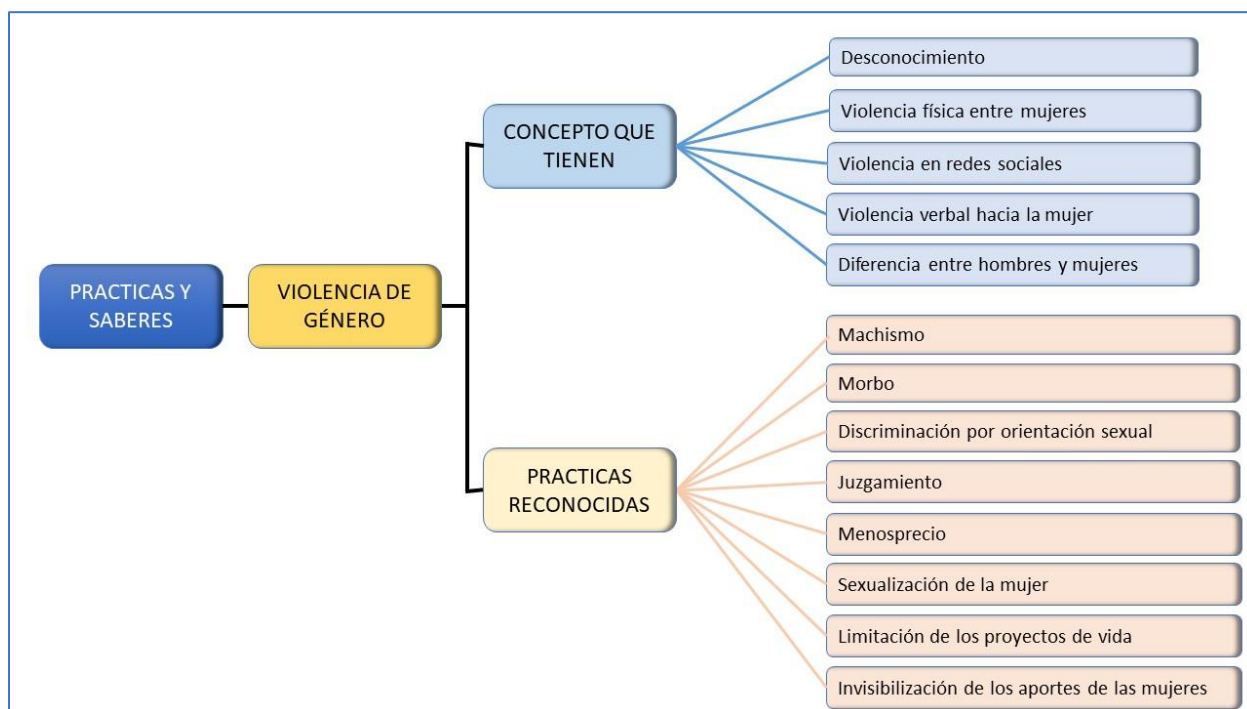 PRACTICAS Y
SABERES
VIOLENCIA DE
GÉNERO
CONCEPTO QUE
TIENEN
Desconocimiento
Violencia física entre mujeres
Violencia en redes sociales
Violencia verbal hacia la mujer
Diferencia entre hombres y mujeres
PRACTICAS
RECONOCIDAS
Machismo
Morbo
Discriminación por orientación sexual
Juzgamiento
Menosprecio
Sexualización de la mujer
Limitación de los proyectos de vida
Invisibilización de los aportes de las mujeres